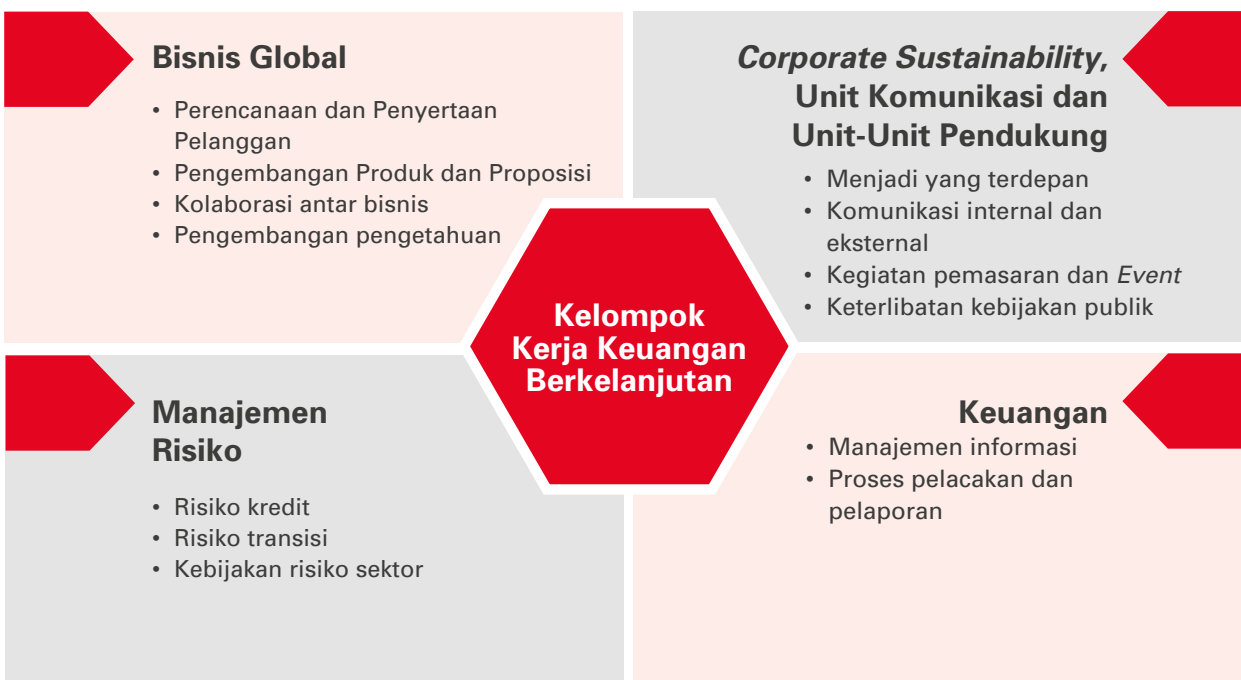 Bisnis Global
• Perencanaan dan Penyertaan
Pelanggan
• Pengembangan Produk dan Proposisi
• Kolaborasi antar bisnis
• Pengembangan pengetahuan
Corporate Sustainability,
Unit Komunikasi dan
Unit-Unit Pendukung
• Menjadi yang terdepan
• Komunikasi internal dan
eksternal
• Kegiatan pemasaran dan Event
• Keterlibatan kebijakan publik
Kelompok
Kerja Keuangan
Berkelanjutan
Manajemen
Risiko
• Risiko kredit
• Risiko transisi
• Kebijakan risiko sektor
Keuangan
• Manajemen informasi
• Proses pelacakan dan
pelaporan